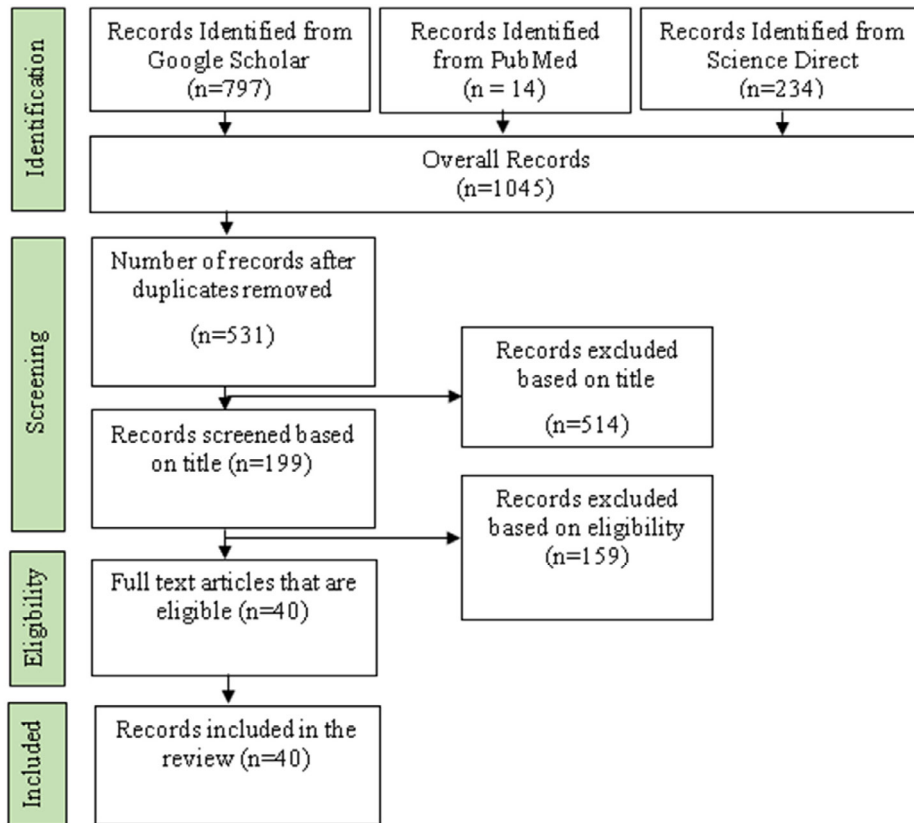 Identification
Records Identified from
Google Scholar
(n=797)
Records Identified
from PubMed
(n = 14)
Records Identified from
Science Direct
(n=234)
Overall Records
(n=1045)
Screening
Number of records after
duplicates removed
(n=531)
Records excluded
based on title
(n=514)
Records screened based
on title (n=199)
Records excluded
based on eligibility
(n=159)
Eligibility
Full text articles that are
eligible (n=40)
Included
Records included in the
review (n=40)